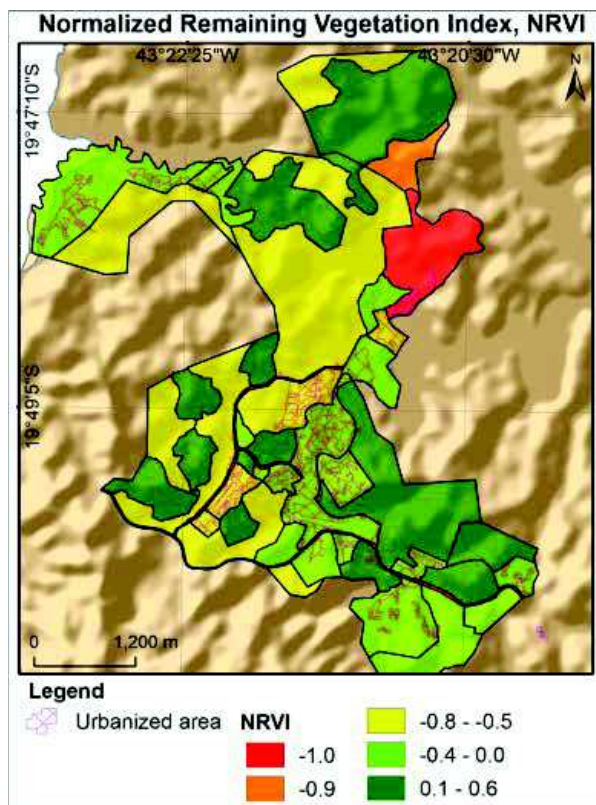 Normalized Remaining Vegetation Index, NRVI
43°22'25"W 43°20'30"W
N
19°47'10"S
19°49'5"S
0 1,200 m
Legend
Urbanized area
NRVI
-1.0
-0.9
-0.8 - -0.5
-0.4 - 0.0
0.1 - 0.6